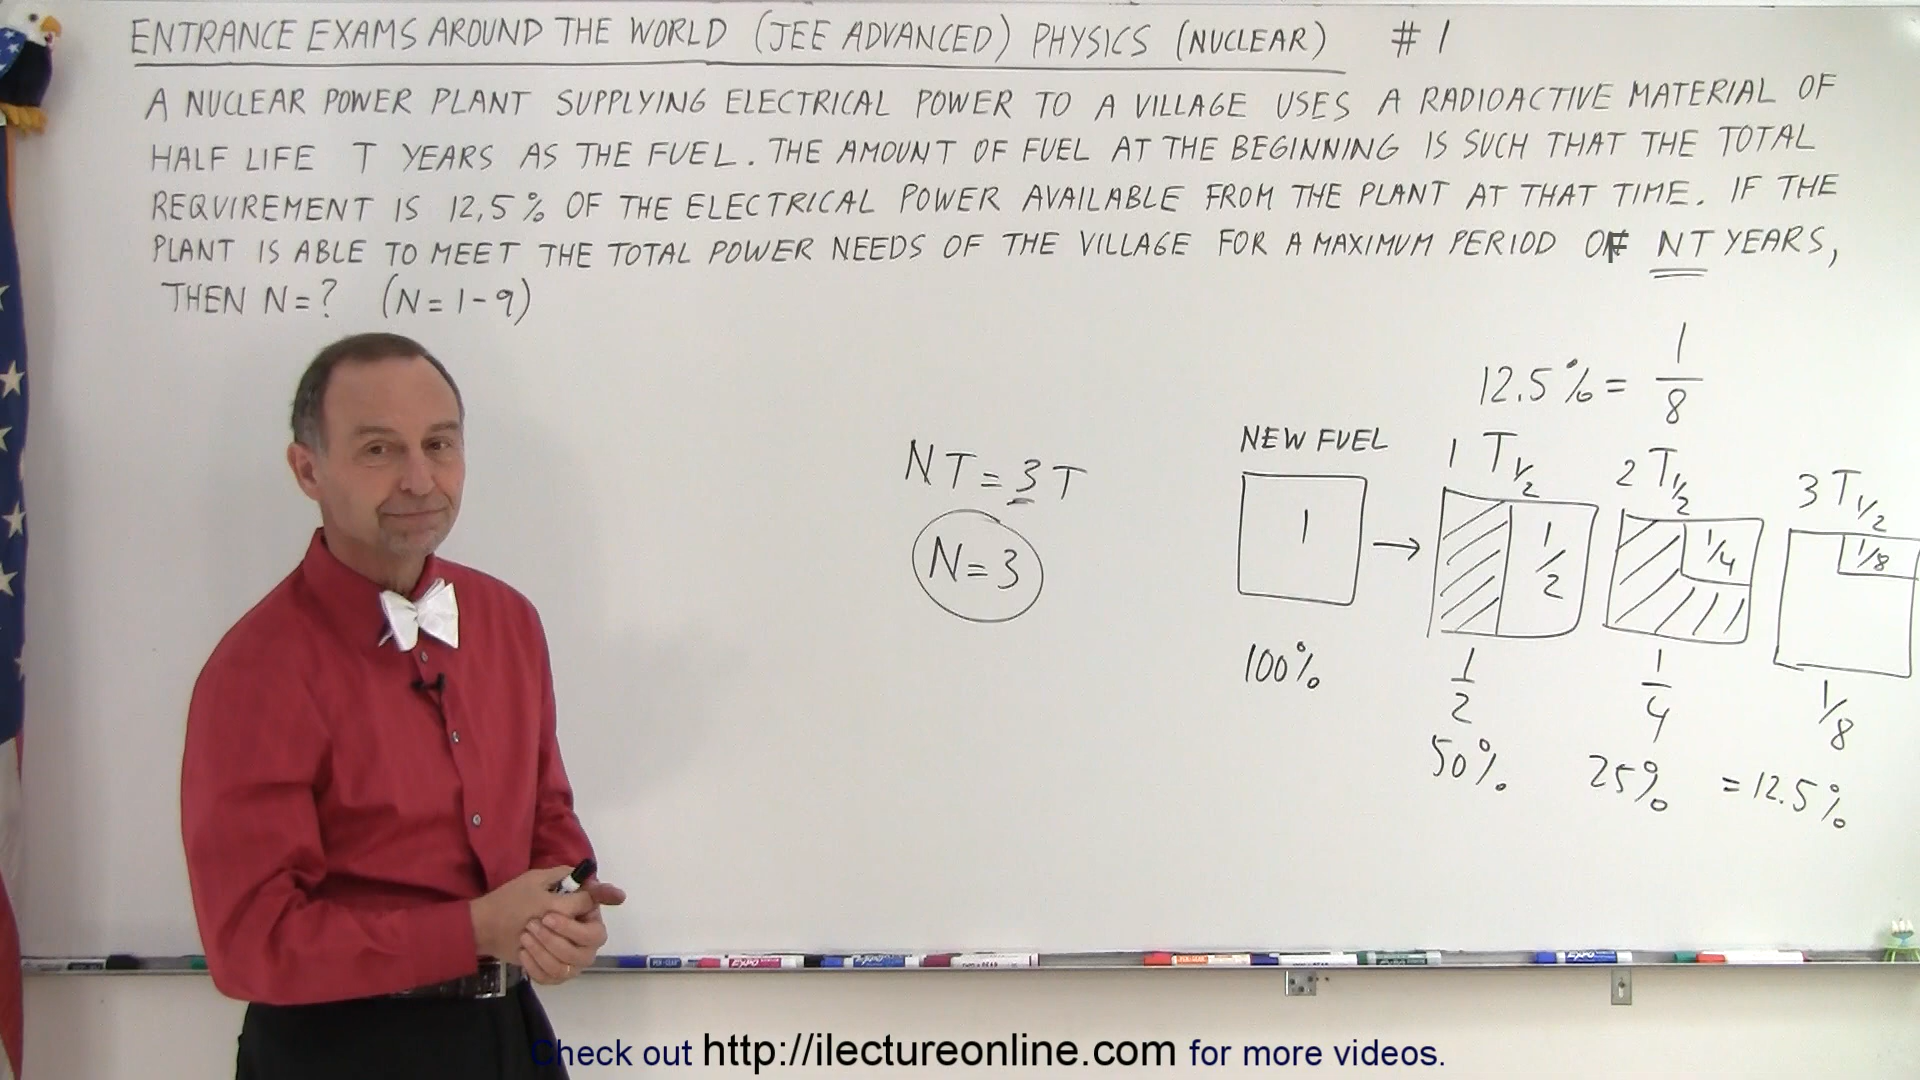 ENTRANCE EXAMS AROUND THE WORLD (JEE ADVANCED) PHYSICS (NUCLEAR) #1
A NUCLEAR POWER PLANT SUPPLYING ELECTRICAL POWER TO A VILLAGE USES A RADIOACTIVE MATERIAL OF
HALF LIFE T YEARS AS THE FUEL. THE AMOUNT OF FUEL AT THE BEGINNING IS SUCH THAT THE TOTAL
REQUIREMENT IS 12,5% OF THE ELECTRICAL POWER AVAILABLE FROM THE PLANT AT THAT TIME. IF THE
PLANT IS ABLE TO MEET THE TOTAL POWER NEEDS OF THE VILLAGE FOR A MAXIMUM PERIOD OF NT YEARS,
THEN N=? (N=1-9)
12.5% = 1/8
NEW FUEL 1 T1/2 2 T1/2 3 T1/2
NT=3T
1 → 1/2 1/4 1/8
N=3
100% 1/2 1/4 1/8
50% 25% =12.5%
Check out http://ilectureonline.com for more videos.